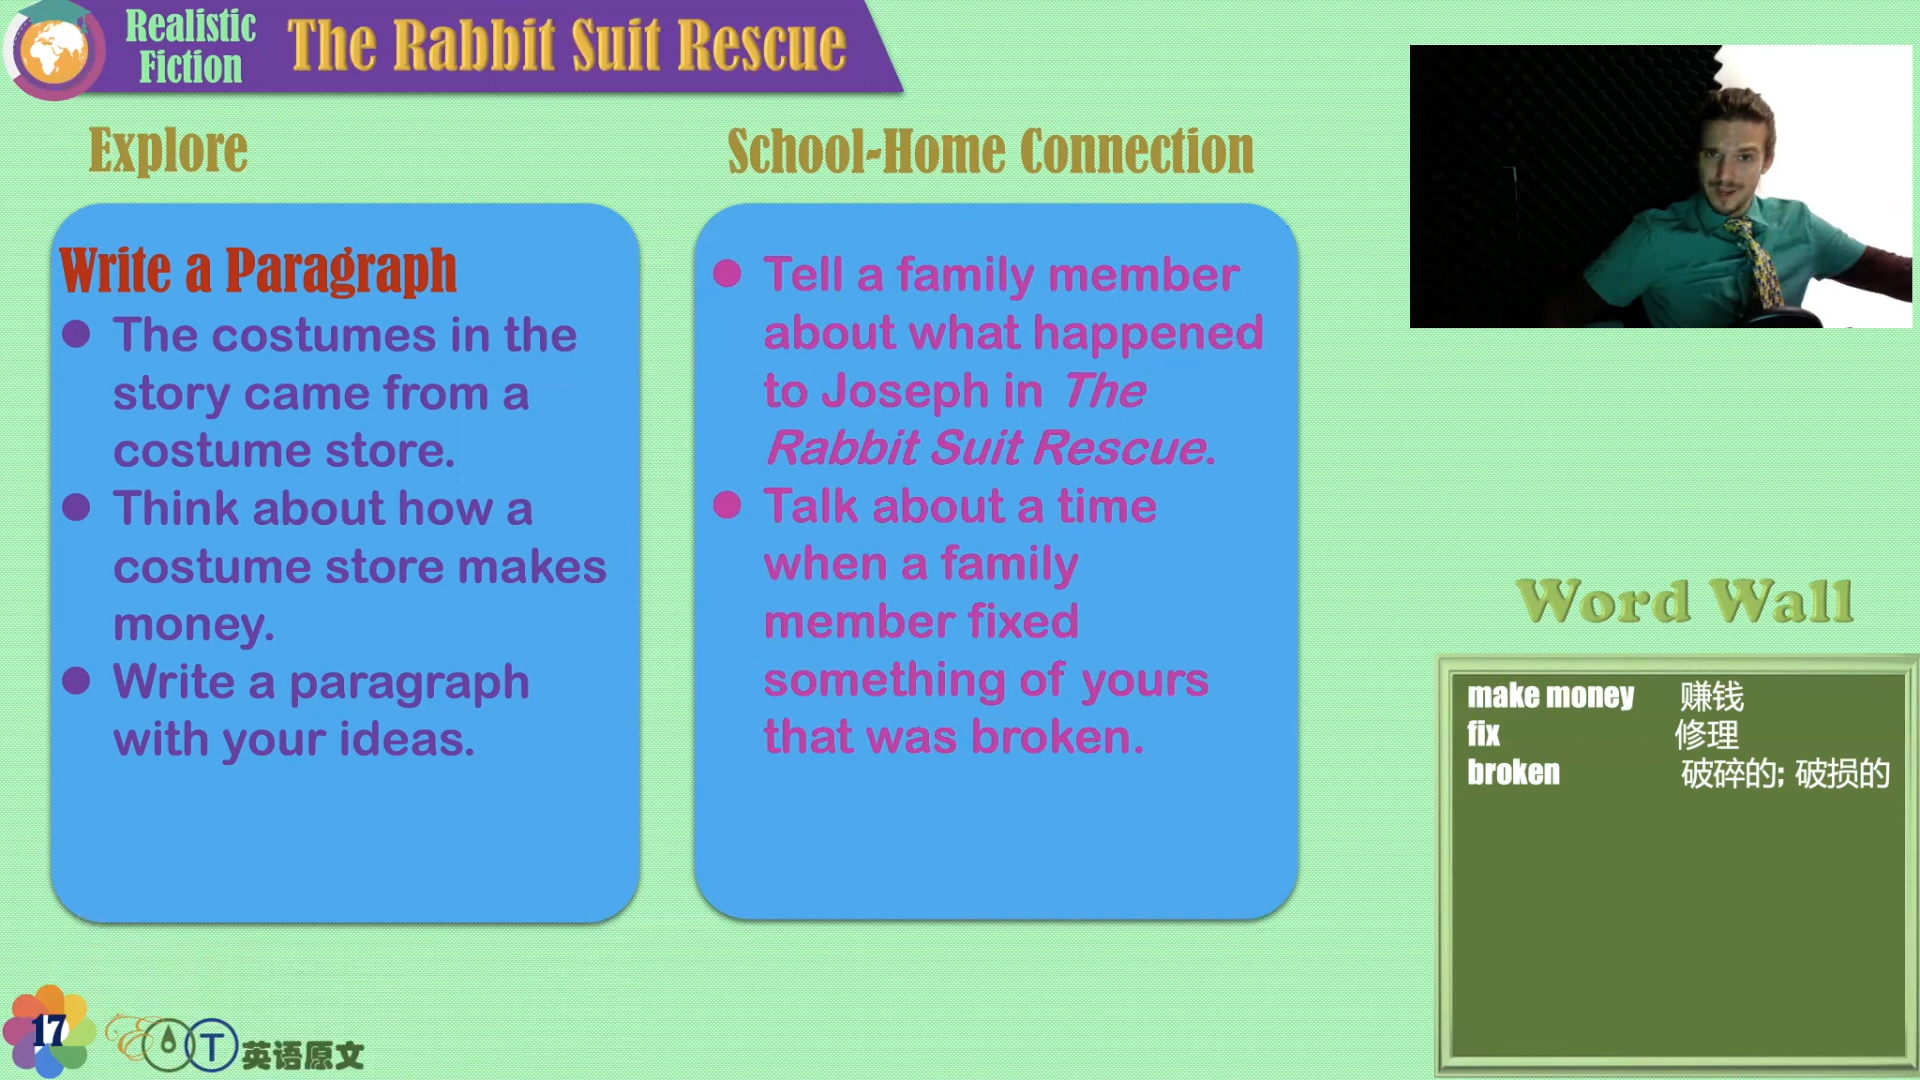 Realistic
Fiction
The Rabbit Suit Rescue
Explore
Write a Paragraph
● The costumes in the
story came from a
costume store.
● Think about how a
costume store makes
money.
● Write a paragraph
with your ideas.
School-Home Connection
● Tell a family member
about what happened
to Joseph in The
Rabbit Suit Rescue.
● Talk about a time
when a family
member fixed
something of yours
that was broken.
Word Wall
make money 赚钱
fix 修理
broken 破碎的; 破损的
17
T 英语原文